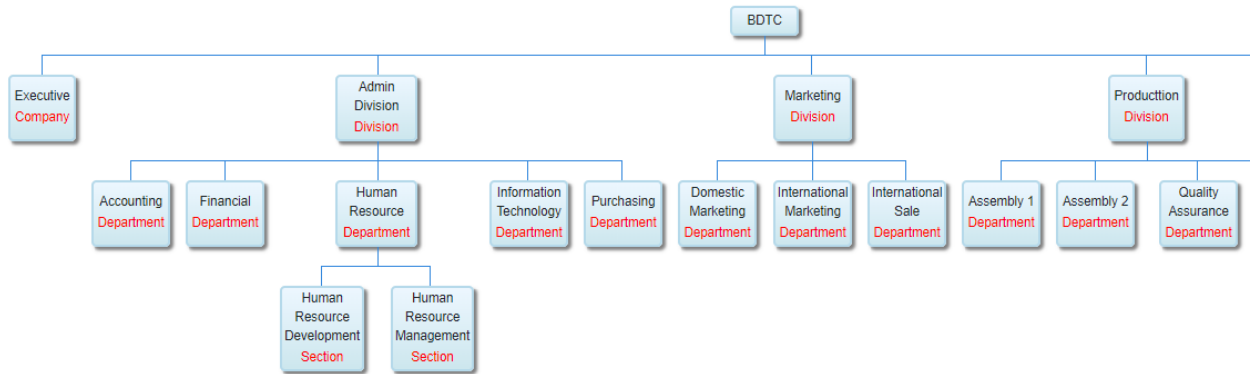 BDTC
Executive
Company
Admin
Division
Division
Marketing
Division
Producttion
Division
Accounting
Department
Financial
Department
Human
Resource
Department
Information
Technology
Department
Purchasing
Department
Domestic
Marketing
Department
International
Marketing
Department
International
Sale
Department
Assembly 1
Department
Assembly 2
Department
Quality
Assurance
Department
Human
Resource
Development
Section
Human
Resource
Management
Section